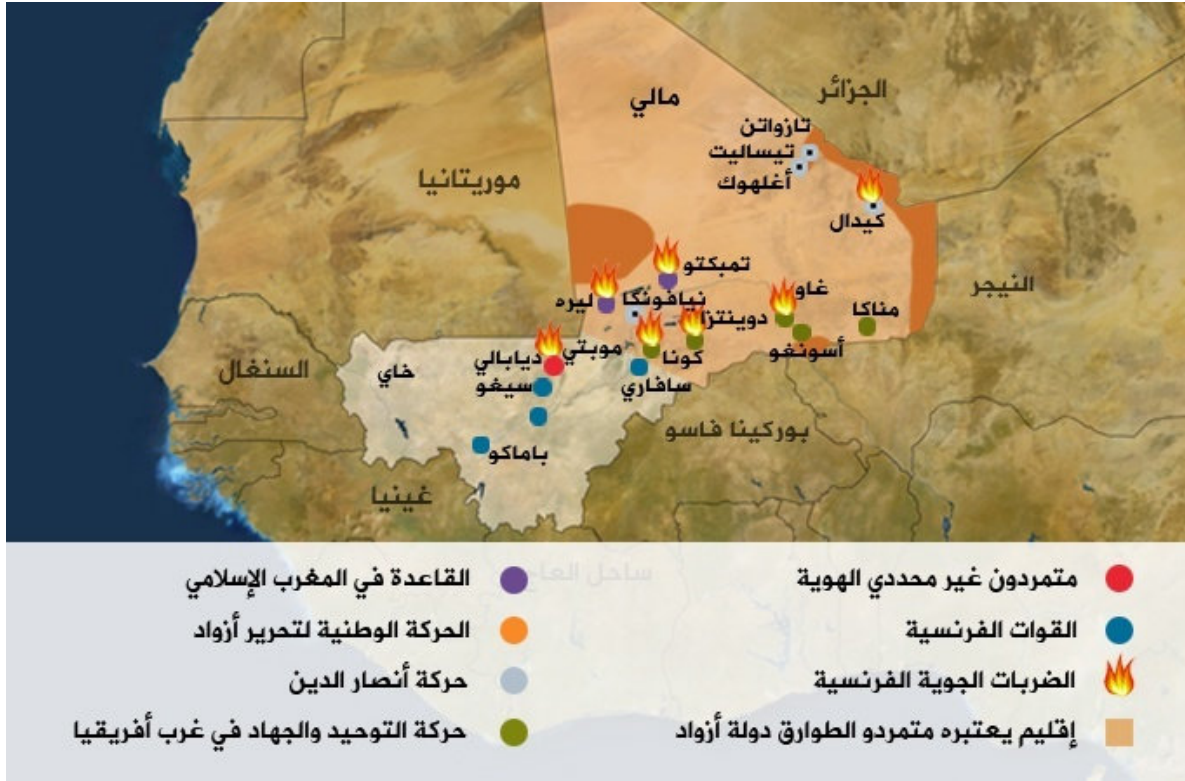 الجزائر
مالي
تازواتن
تيساليت
أغلهوك
موريتانيا
كيدال
تمبكتو
النيجر
غاو
نيافونكا
ليره
مناكا
دوينتزا
أسونغو
موبتي
كونا
ديابالي
السنغال
خاي
سيغو
سافاري
بوركينا فاسو
باماكو
غينيا
ساحل العاج
متمردون غير محددي الهوية
القوات الفرنسية
الضربات الجوية الفرنسية
إقليم يعتبره متمردو الطوارق دولة أزواد
القاعدة في المغرب الإسلامي
الحركة الوطنية لتحرير أزواد
حركة أنصار الدين
حركة التوحيد والجهاد في غرب أفريقيا